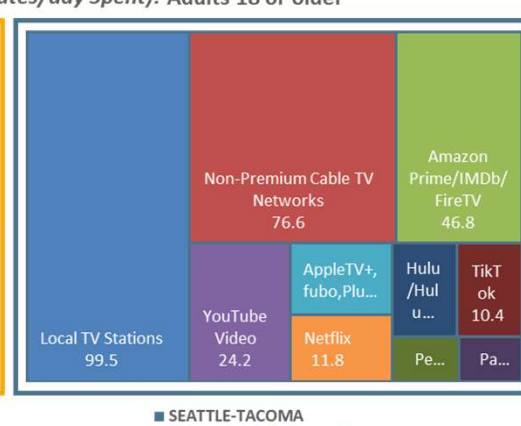 Adults 18 or older
Non-Premium Cable TV
Networks
76.6
Amazon
Prime/IMDb/
FireTV
46.8
Local TV Stations
99.5
YouTube
Video
24.2
AppleTV+,
fubo,Plu...
Netflix
11.8
Hulu
/Hul
u...
TikT
ok
10.4
Pe...
Pa...
SEATTLE-TACOMA